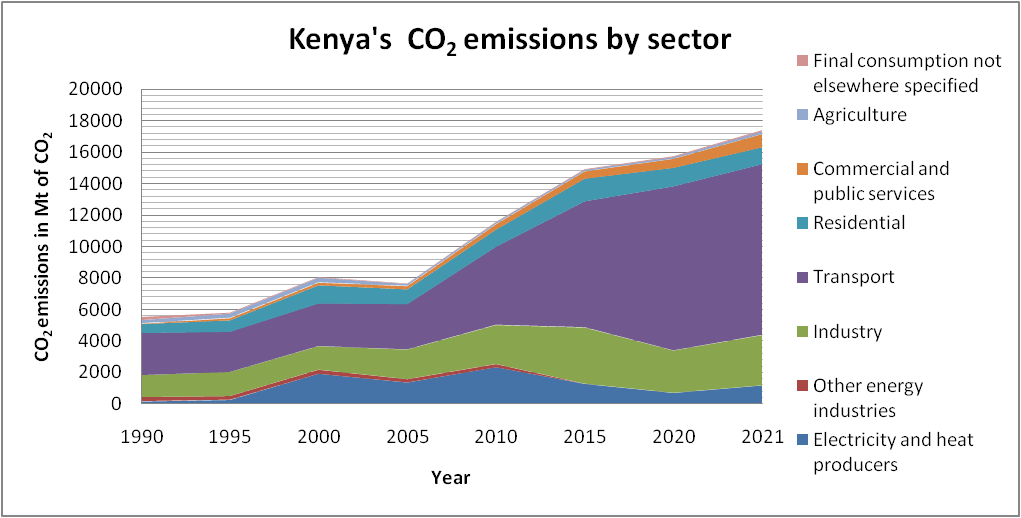 Kenya's  CO₂ emissions by sector
CO₂ emissions in Mt of CO₂
20000
18000
16000
14000
12000
10000
8000
6000
4000
2000
0
1990 1995 2000 2005 2010 2015 2020 2021
Year
Final consumption not
elsewhere specified
Agriculture
Commercial and
public services
Residential
Transport
Industry
Other energy
industries
Electricity and heat
producers